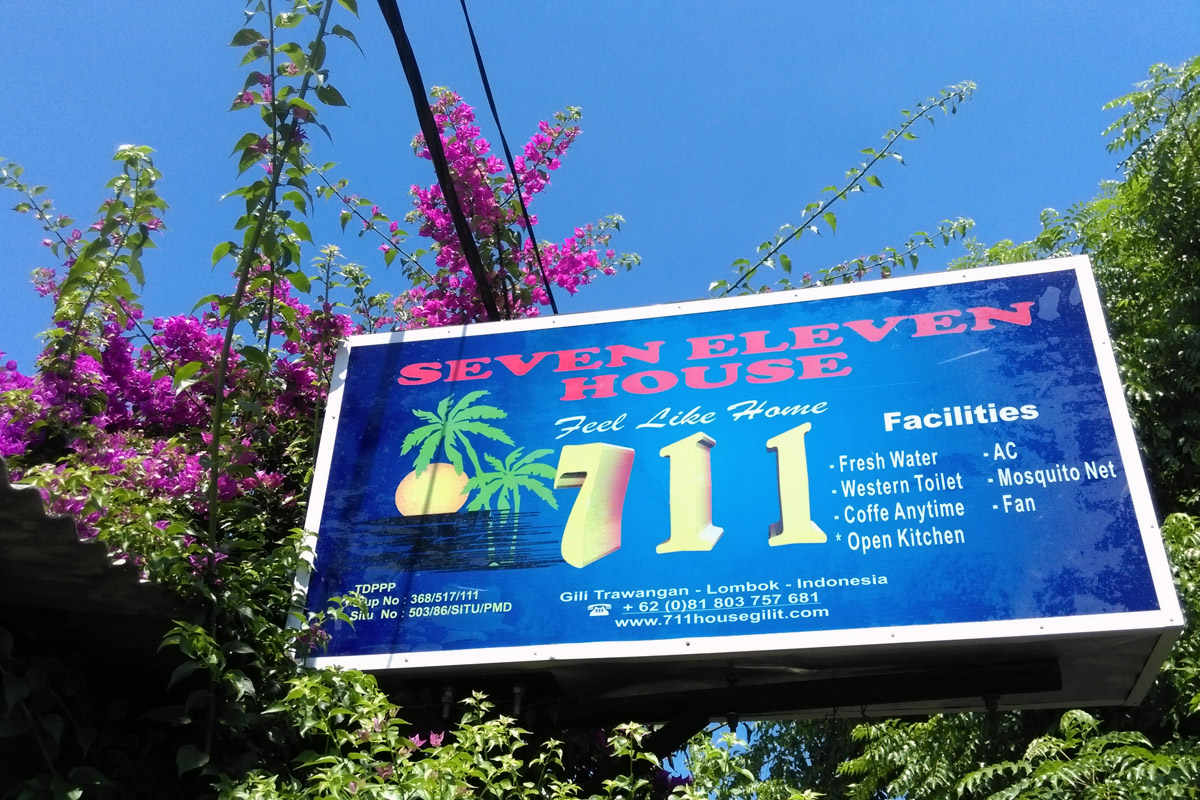 SEVEN ELEVEN
HOUSE
Feel Like Home
711
Facilities
- Fresh Water
- Western Toilet
- Coffe Anytime
* Open Kitchen
- AC
- Mosquito Net
- Fan
TDPPP
No : 368/517/111
Situ No : 503/86/SITU/PMD
Gili Trawangan - Lombok - Indonesia
☎ + 62 (0)81 803 757 681
www.711housegilit.com